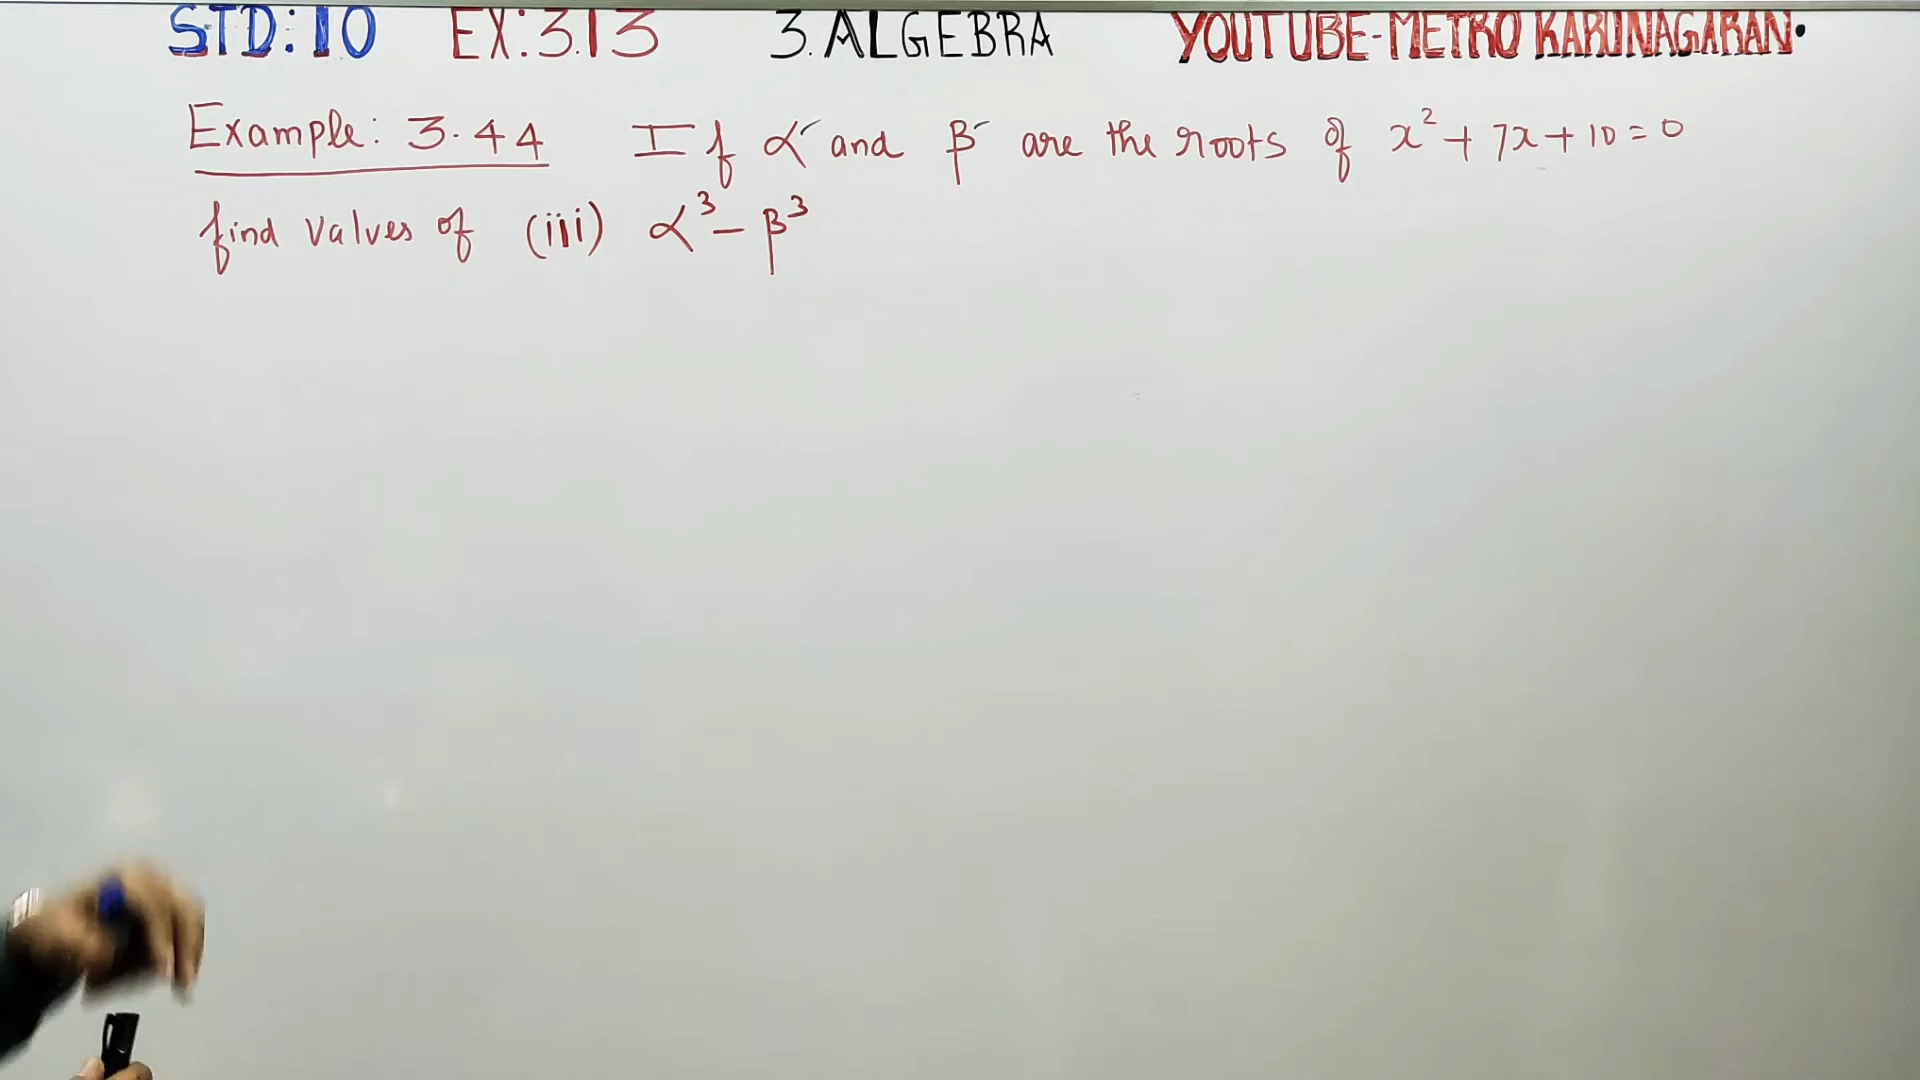 STD:10 EX:3.13 3.ALGEBRA YOUTUBE-METRO KARUNAGARAN.
Example: 3.44 If α and β are the roots of x² + 7x + 10 = 0
find values of (iii) α³ - β³